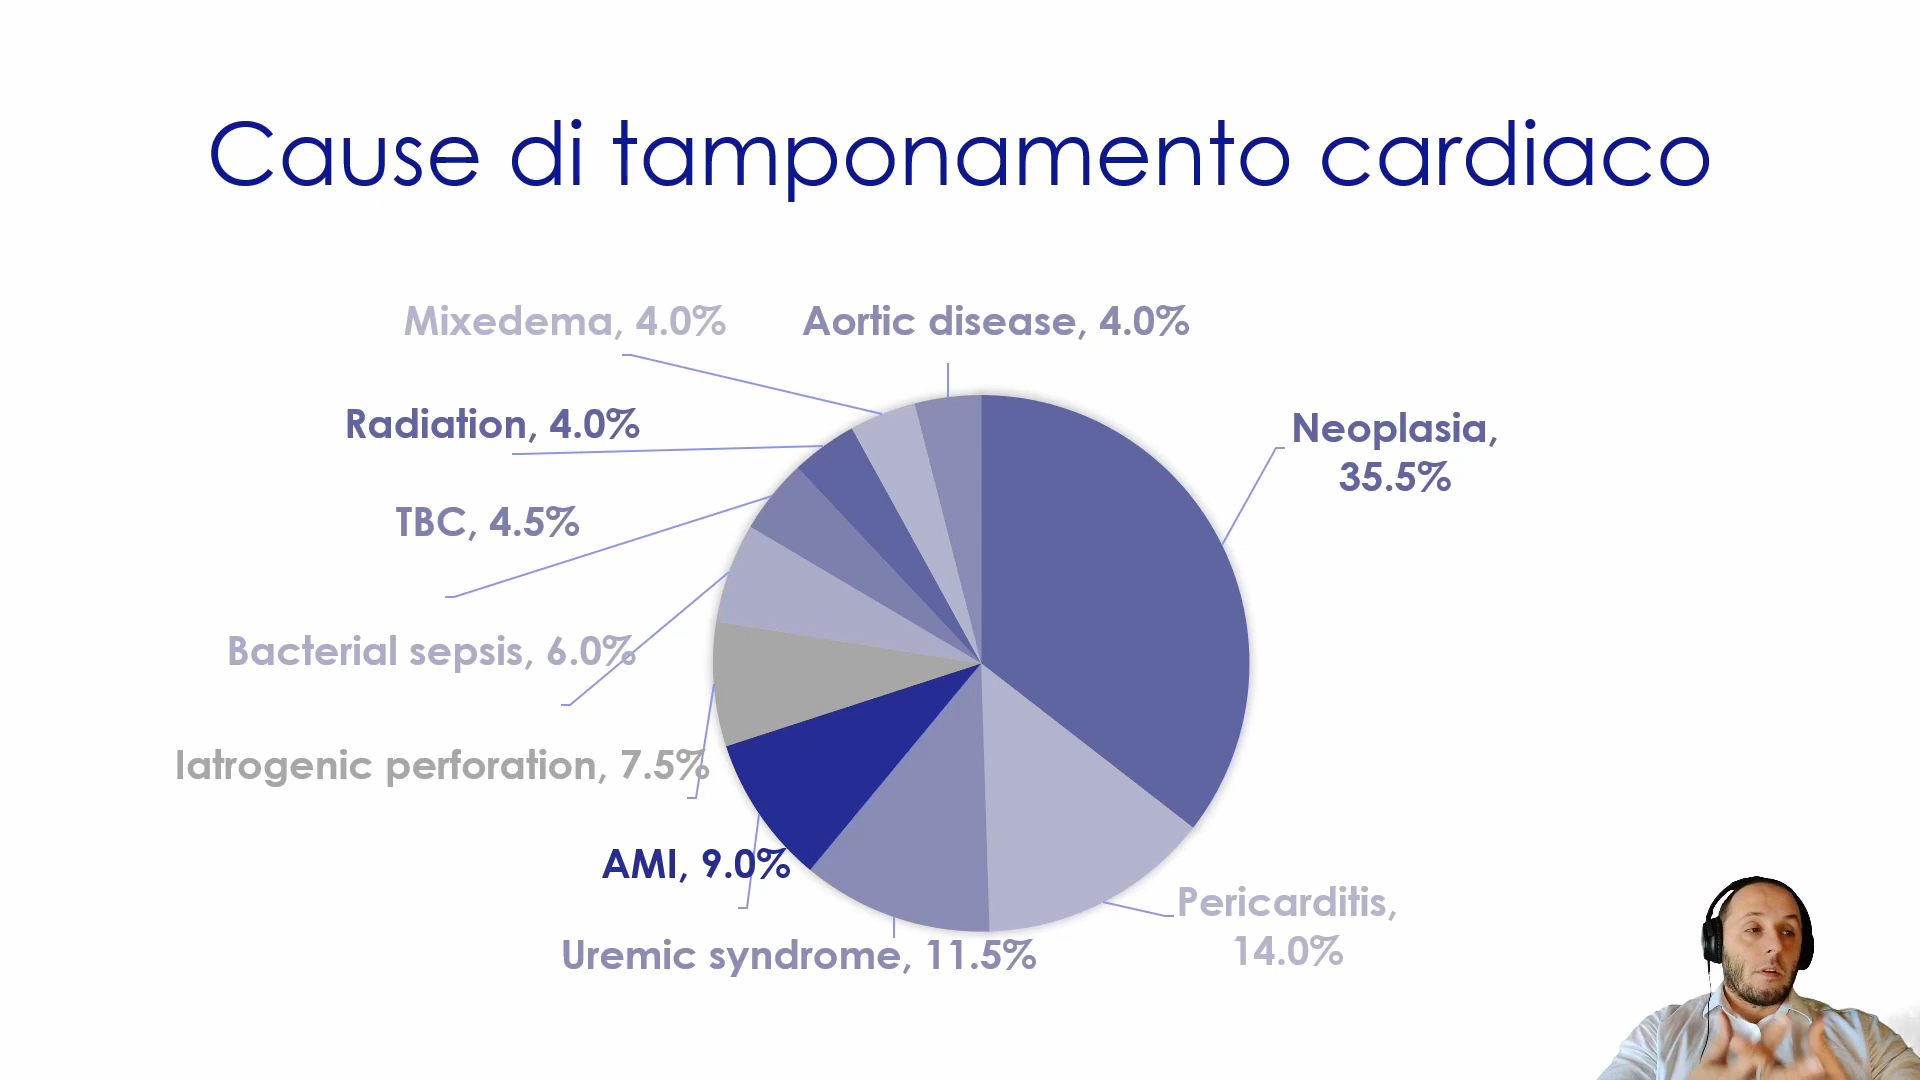 Cause di tamponamento cardiaco
Mixedema, 4.0%
Aortic disease, 4.0%
Radiation, 4.0%
Neoplasia,
35.5%
TBC, 4.5%
Bacterial sepsis, 6.0%
Iatrogenic perforation, 7.5%
AMI, 9.0%
Pericarditis,
14.0%
Uremic syndrome, 11.5%